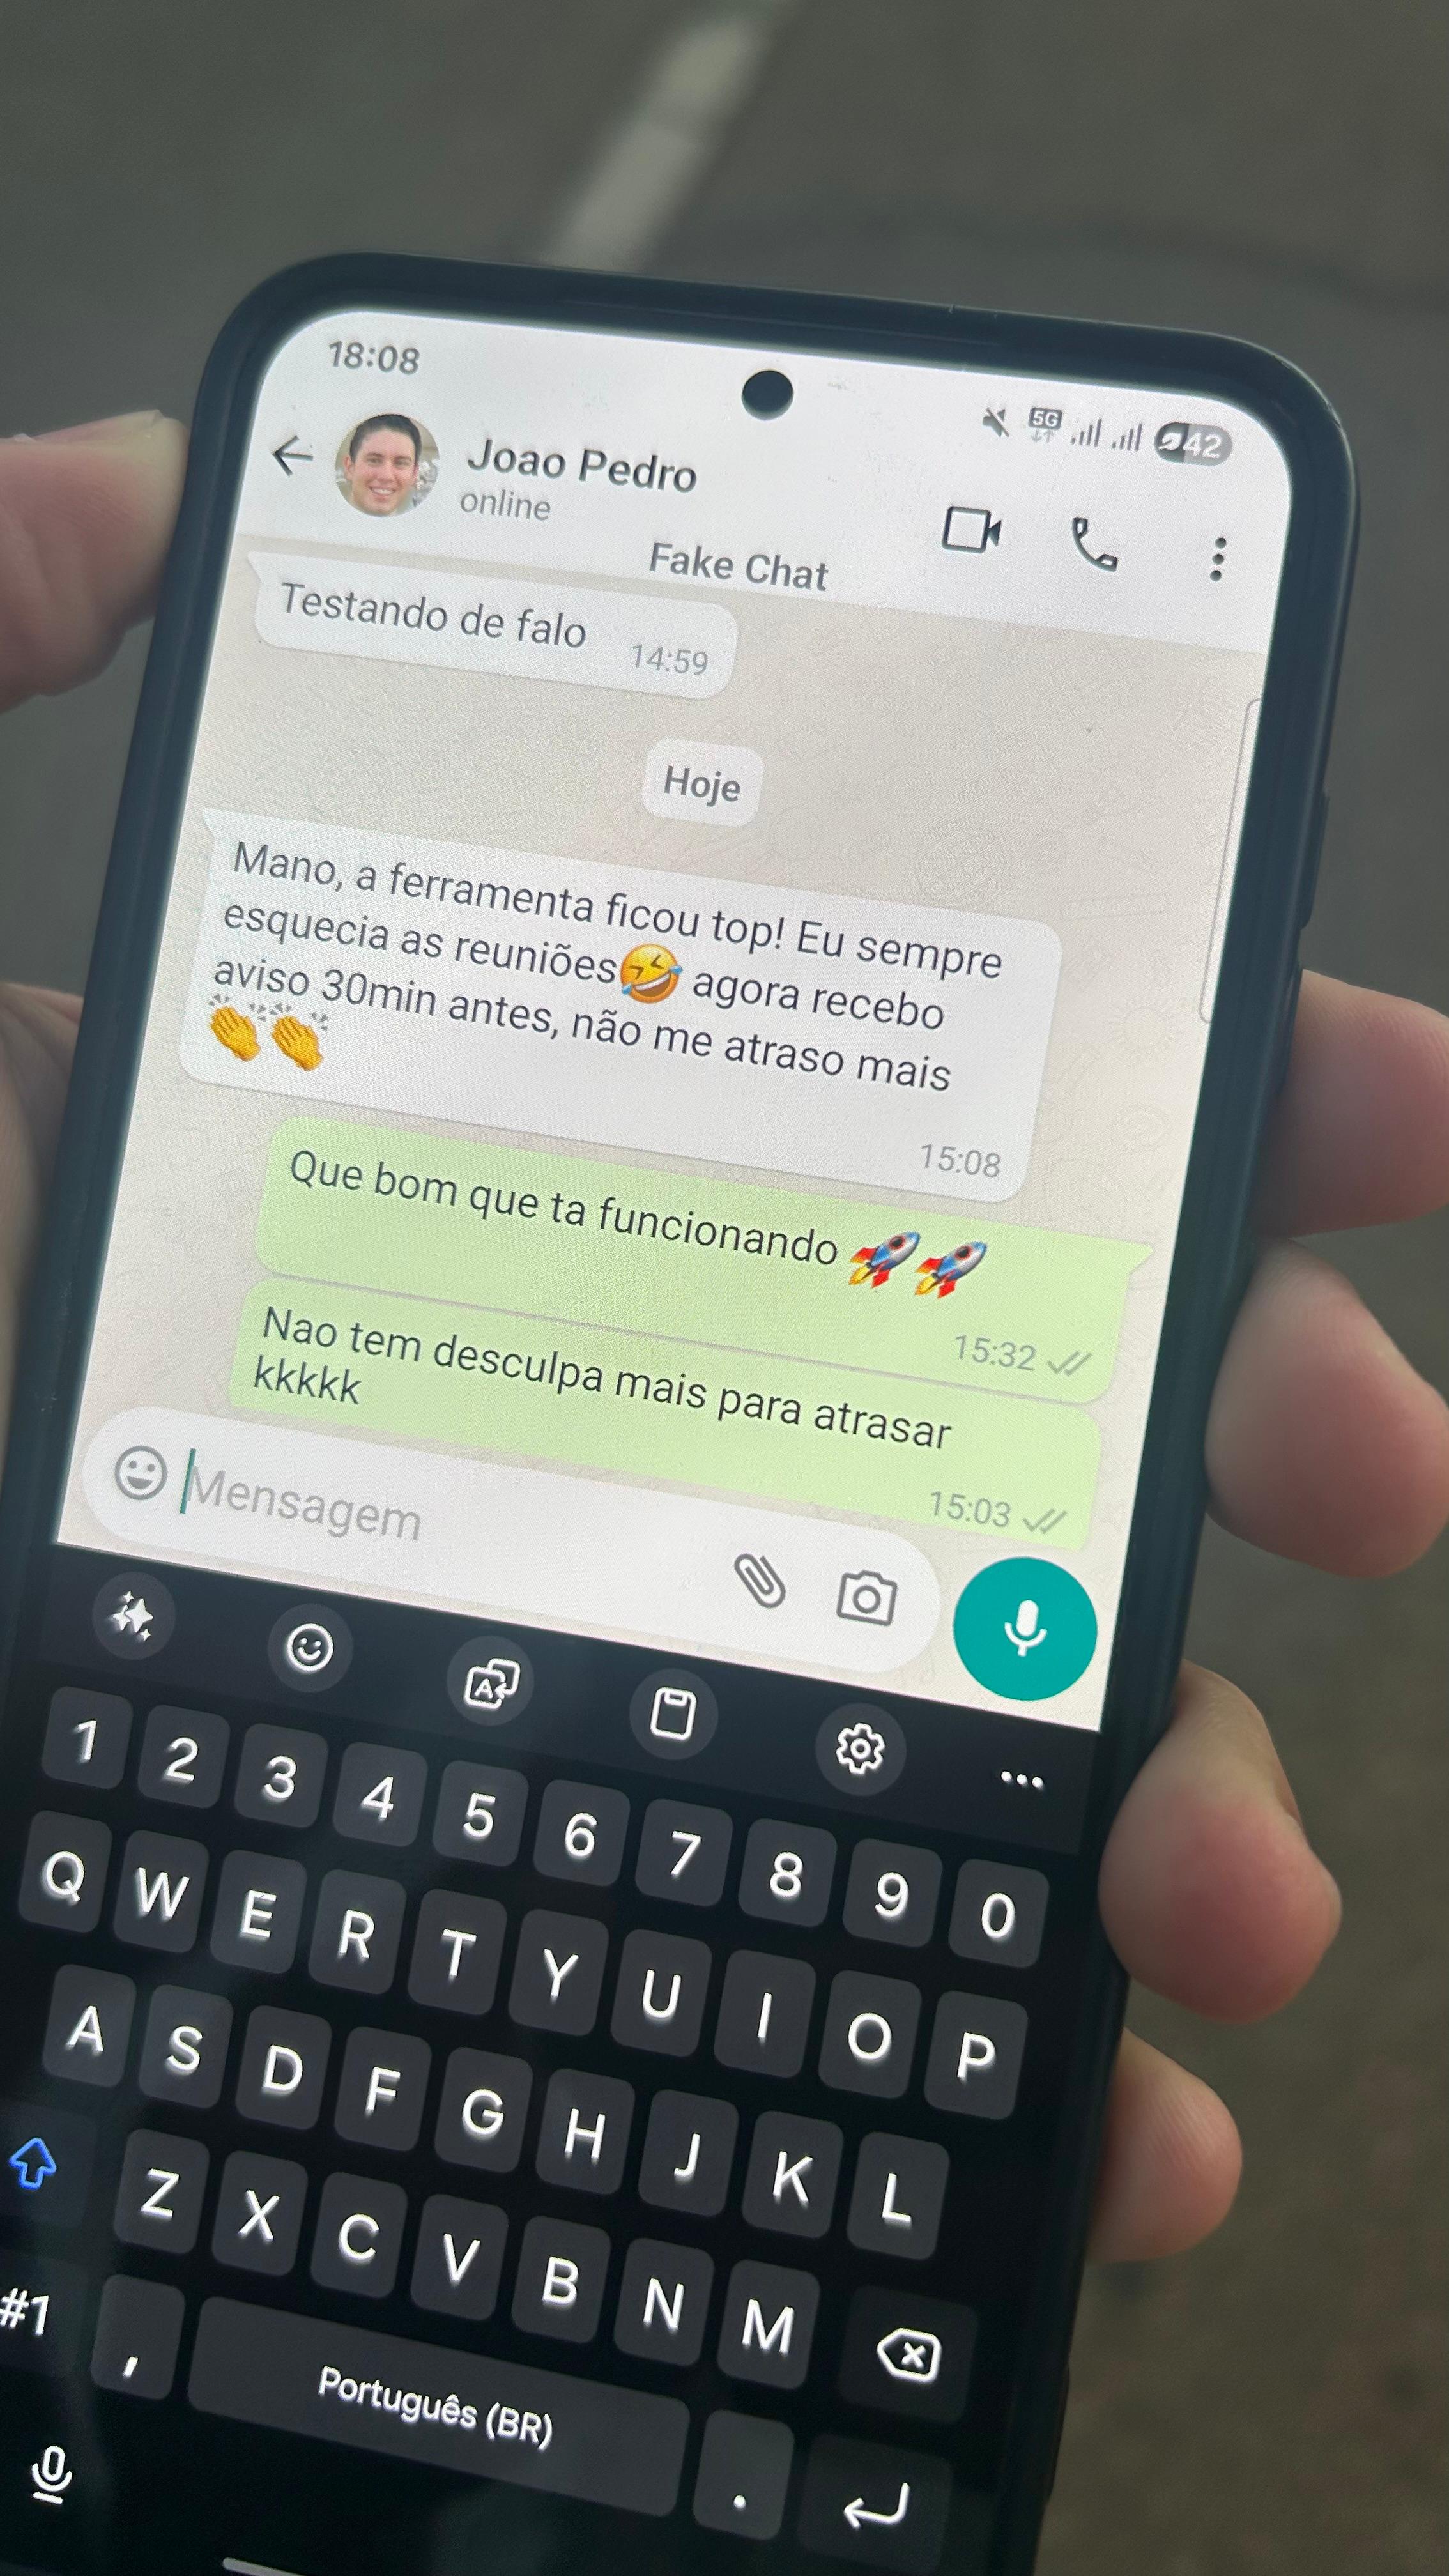 18:08
5G
42
Joao Pedro
online
Fake Chat
Testando de falo
14:59
Hoje
Mano, a ferramenta ficou top! Eu sempre
esquecia as reuniões🤣 agora recebo
aviso 30min antes, não me atraso mais
👏👏
15:08
Que bom que ta funcionando 🚀🚀
15:32
Nao tem desculpa mais para atrasar
kkkkk
15:03
Mensagem
1 2 3 4 5 6 7 8 9 0
Q W E R T Y U I O P
A S D F G H J K L
Z X C V B N M
#1 , Português (BR) .